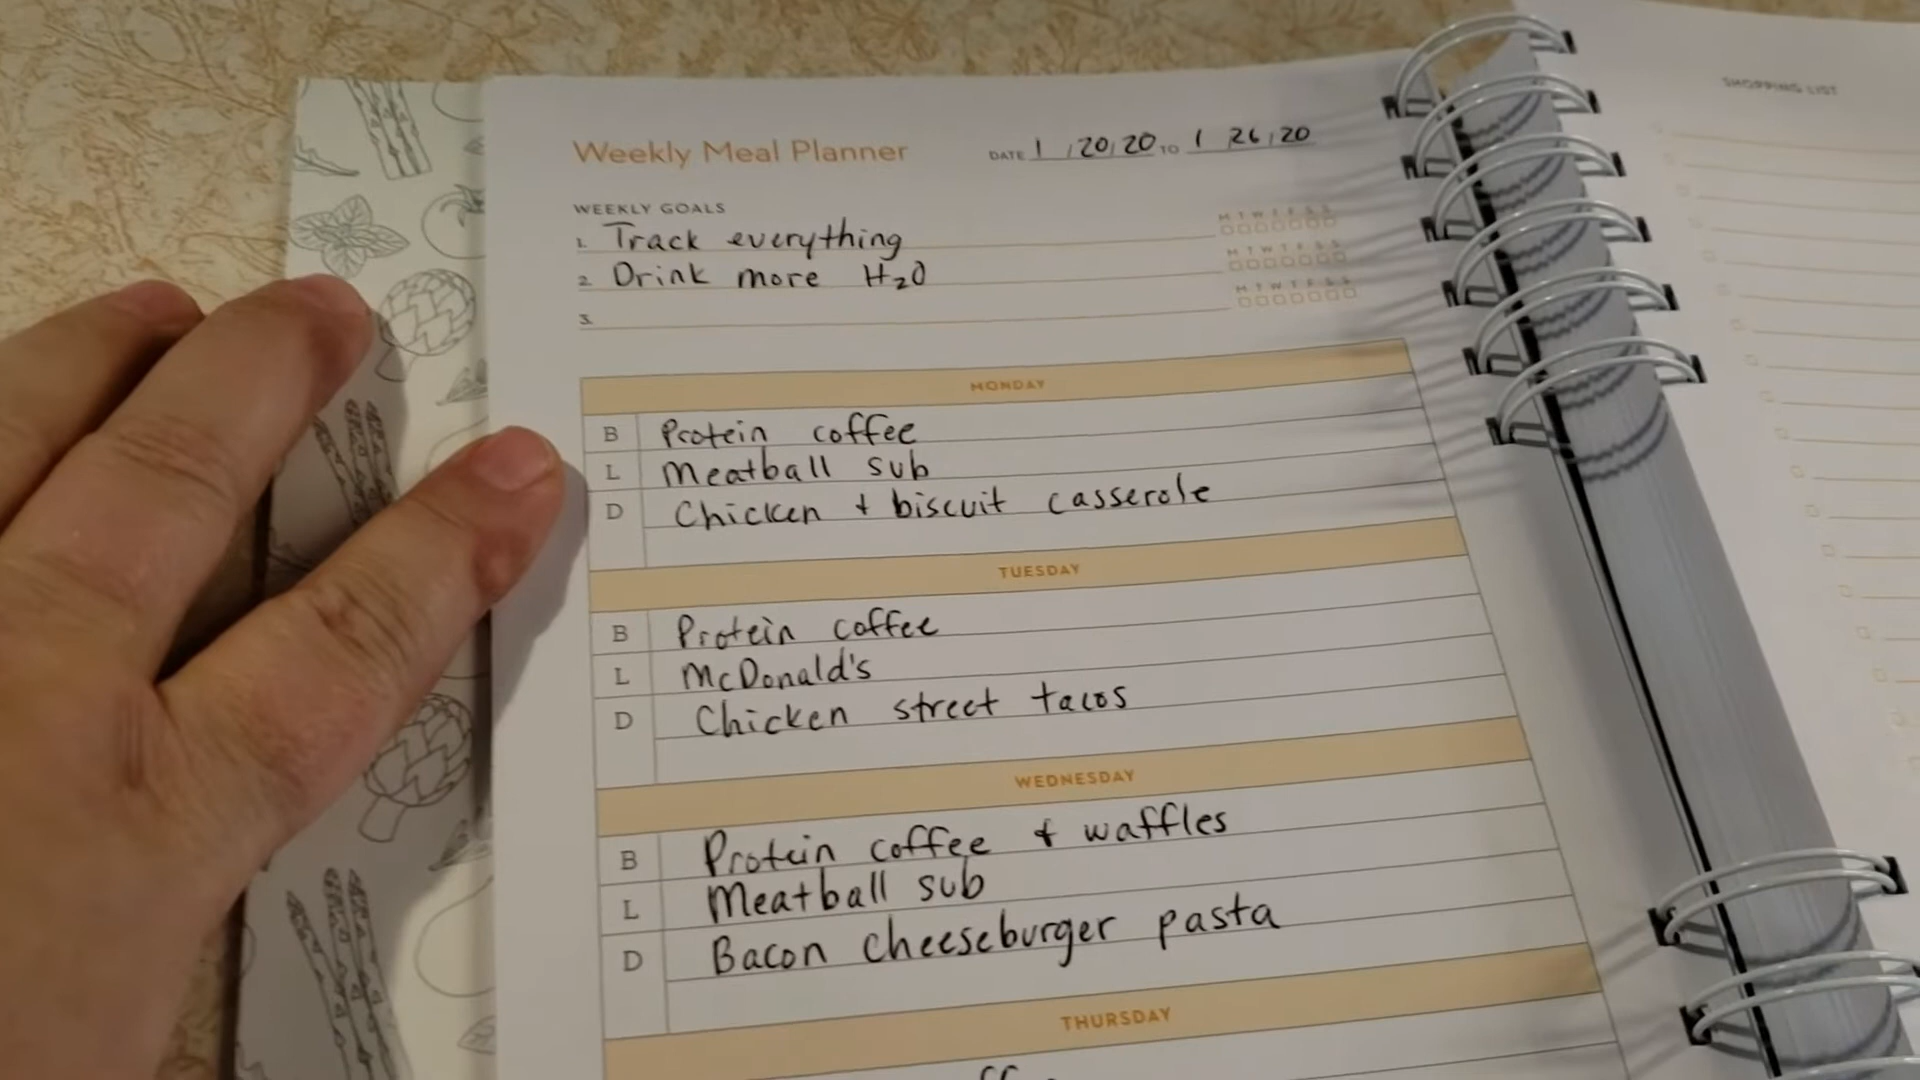 SHOPPING LIST
Weekly Meal Planner DATE 1 /20/20 TO 1 26/20
WEEKLY GOALS
1. Track everything M T W T F S S
2. Drink more H2O M T W T F S S
3. M T W T F S S
MONDAY
B Protein coffee
L Meatball sub
D Chicken + biscuit casserole
TUESDAY
B Protein coffee
L McDonald's
D Chicken street tacos
WEDNESDAY
B Protein coffee + waffles
L Meatball sub
D Bacon cheeseburger pasta
THURSDAY